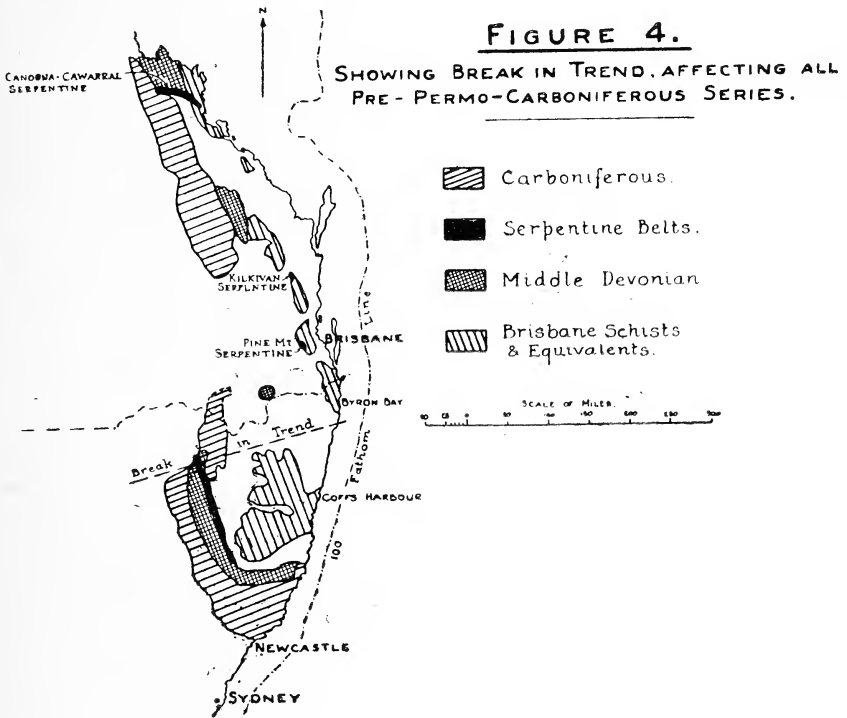 FIGURE 4.
SHOWING BREAK IN TREND, AFFECTING ALL
PRE-PERMO-CARBONIFEROUS SERIES.
N
CANOONA-CAWARRAL
SERPENTINE
Carboniferous.
Serpentine Belts.
Middle Devonian
Brisbane Schists
& Equivalents.
KILKIVAN
SERPENTINE
PINE MT
SERPENTINE
BRISBANE
BYRON BAY
SCALE OF MILES.
Break in Trend
COFFS HARBOUR
100 Fathom Line
NEWCASTLE
SYDNEY